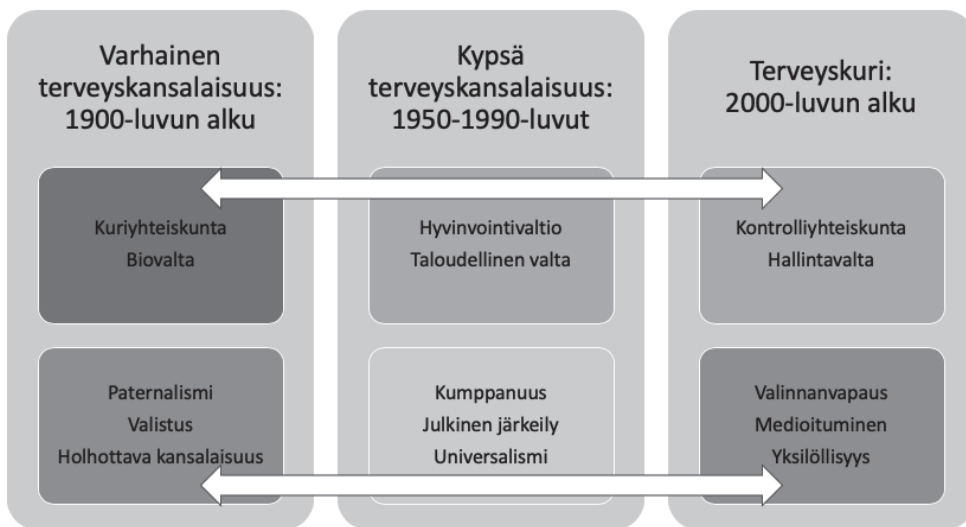 Varhainen
terveyskansalaisuus:
1900-luvun alku
Kuriyhteiskunta
Biovalta
Paternalismi
Valistus
Holhottava kansalaisuus
Kypsä
terveyskansalaisuus:
1950-1990-luvut
Hyvinvointivaltio
Taloudellinen valta
Kumppanuus
Julkinen järkeily
Universalismi
Terveyskuri:
2000-luvun alku
Kontrolliyhteiskunta
Hallintavalta
Valinnanvapaus
Medioituminen
Yksilöllisyys